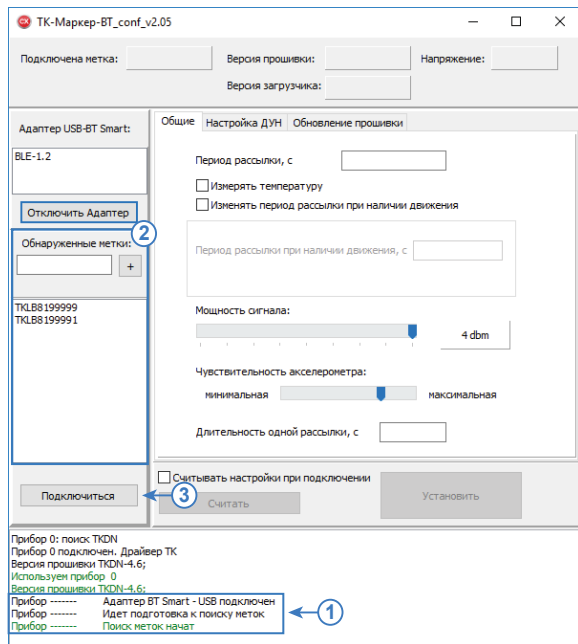 ТК-Маркер-BT_conf_v2.05
Подключена метка: Версия прошивки: Напряжение:
Версия загрузчика:
Адаптер USB-BT Smart:
BLE-1.2
Отключить Адаптер
2
Обнаруженные метки:
+
TKLB8199999
TKLB8199991
Подключиться
3
Общие Настройка ДУН Обновление прошивки
Период рассылки, с
Измерять температуру
Изменять период рассылки при наличии движения
Период рассылки при наличии движения, с
Мощность сигнала:
4 dbm
Чувствительность акселерометра:
минимальная максимальная
Длительность одной рассылки, с
Считывать настройки при подключении
Считать Установить
Прибор 0: поиск TKDN
Прибор 0 подключен. Драйвер ТК
Версия прошивки TKDN-4.6;
Используем прибор 0
Версия прошивки TKDN-4.6;
Прибор ------- Адаптер BT Smart - USB подключен
Прибор ------- Идет подготовка к поиску меток
Прибор ------- Поиск меток начат
1